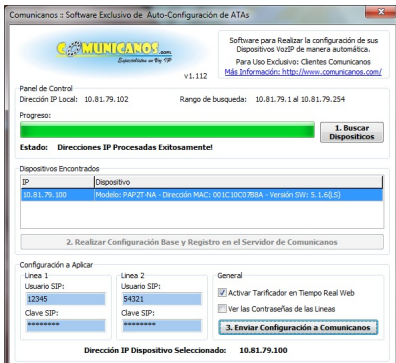 Comunicanos :: Software Exclusivo de Auto-Configuración de ATAs
COMUNICANOS.com
Especialistas en Voz IP
v1.112
Software para Realizar la configuración de sus
Dispositivos VozIP de manera automática.
Para Uso Exclusivo: Clientes Comunicanos
Más Información: http://www.comunicanos.com/
Panel de Control
Dirección IP Local: 10.81.79.102 Rango de busqueda: 10.81.79.1 al 10.81.79.254
Progreso:
1. Buscar
Dispositicos
Estado: Direcciones IP Procesadas Exitosamente!
Dispositivos Encontrados
IP Dispositivo
10.81.79.100 Modelo: PAP2T-NA - Dirección MAC: 001C10C07B8A - Versión SW: 5.1.6(LS)
2. Realizar Configuración Base y Registro en el Servidor de Comunicanos
Configuración a Aplicar
Linea 1
Usuario SIP:
12345
Clave SIP:
********
Linea 2
Usuario SIP:
54321
Clave SIP:
********
General
Activar Tarificador en Tiempo Real Web
Ver las Contraseñas de las Lineas
3. Enviar Configuración a Comunicanos
Dirección IP Dispositivo Seleccionado: 10.81.79.100